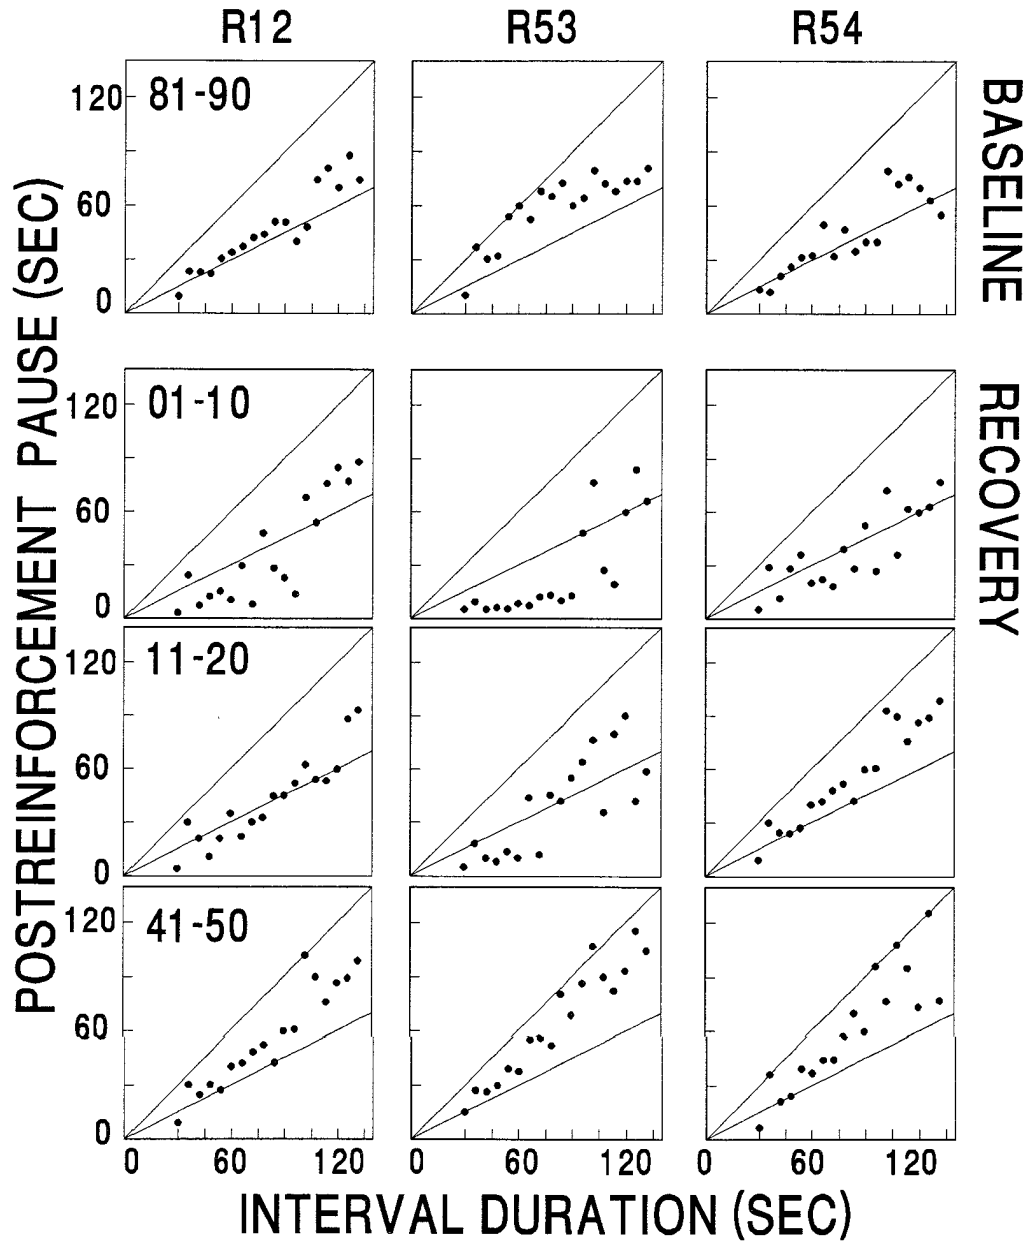 R12 R53 R54
81-90
120
60
0
BASELINE
01-10
120
60
0
RECOVERY
11-20
120
60
0
41-50
120
60
0
0 60 120 0 60 120 0 60 120
INTERVAL DURATION (SEC)
POSTREINFORCEMENT PAUSE (SEC)